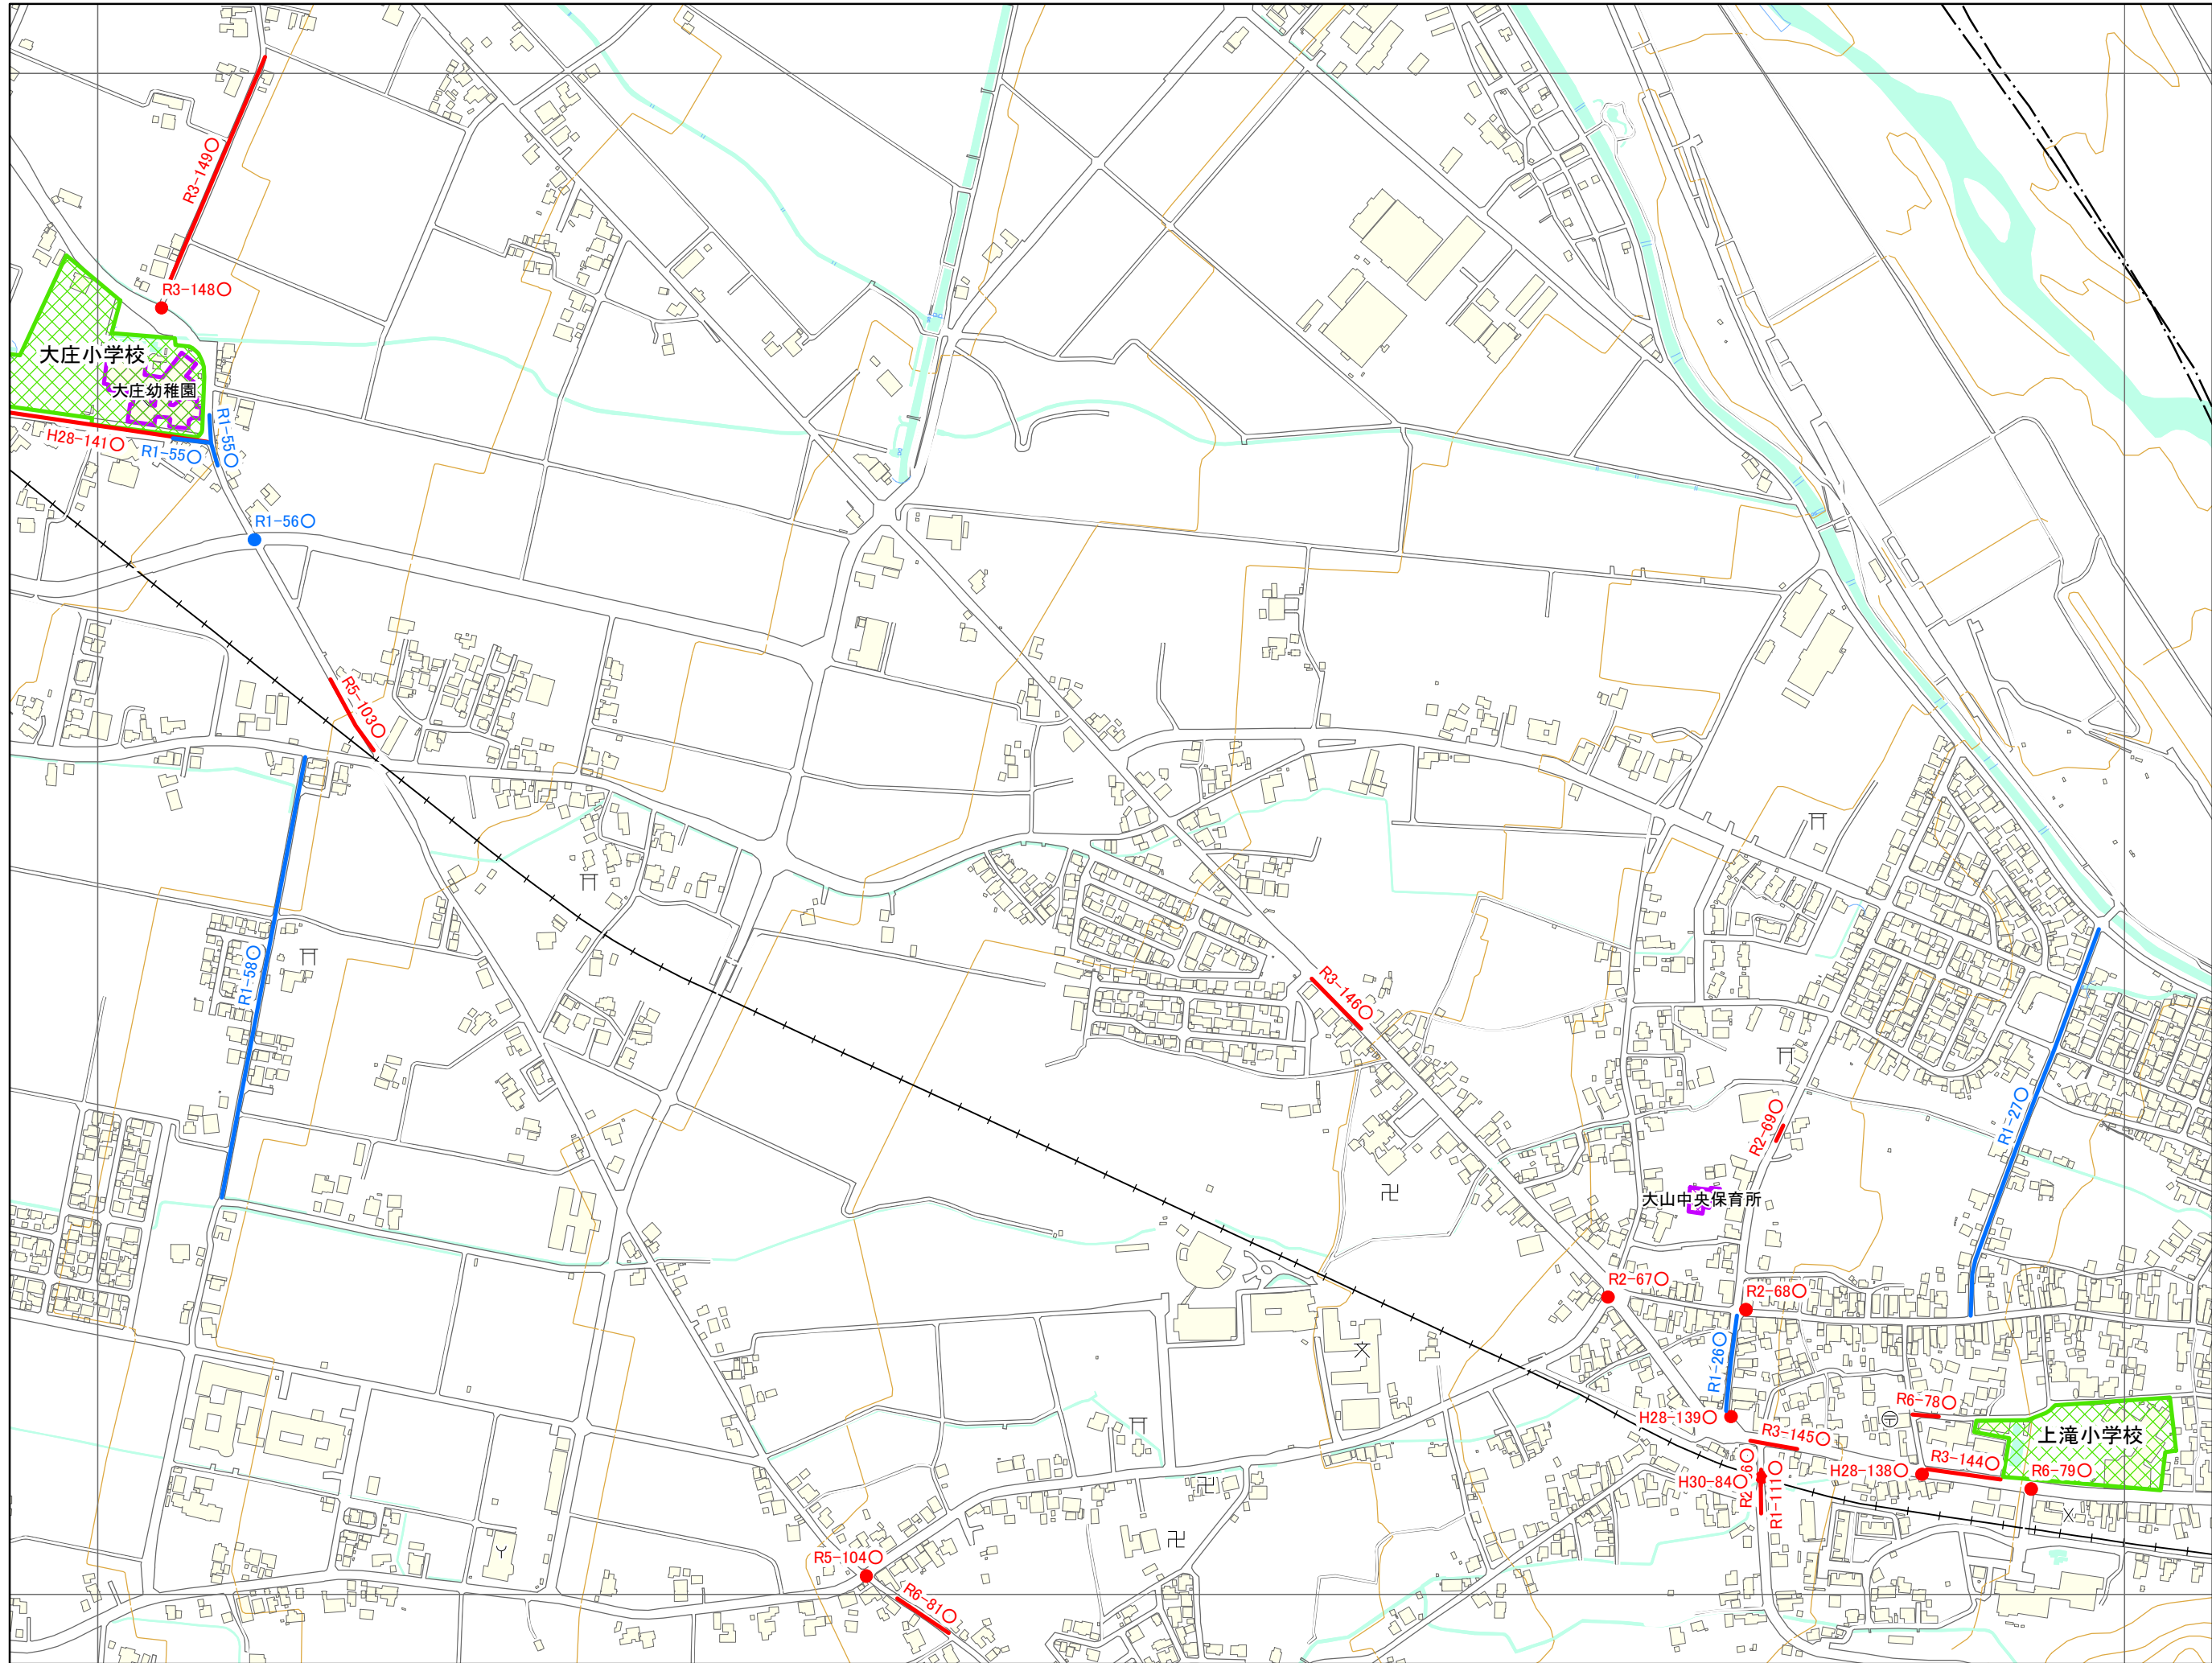 R3-149○
R3-148○
大庄小学校
大庄幼稚園
R1-55○
H28-141○
R1-55○
R1-56○
R5-103○
R1-58○
R3-146○
R2-69○
R1-27○
大山中央保育所
R2-67○
R2-68○
R1-26○
R6-78○
H28-139○
R3-145○
上滝小学校
R3-144○
H28-138○
R6-79○
H30-84○
R1-111○
R5-104○
R6-81○